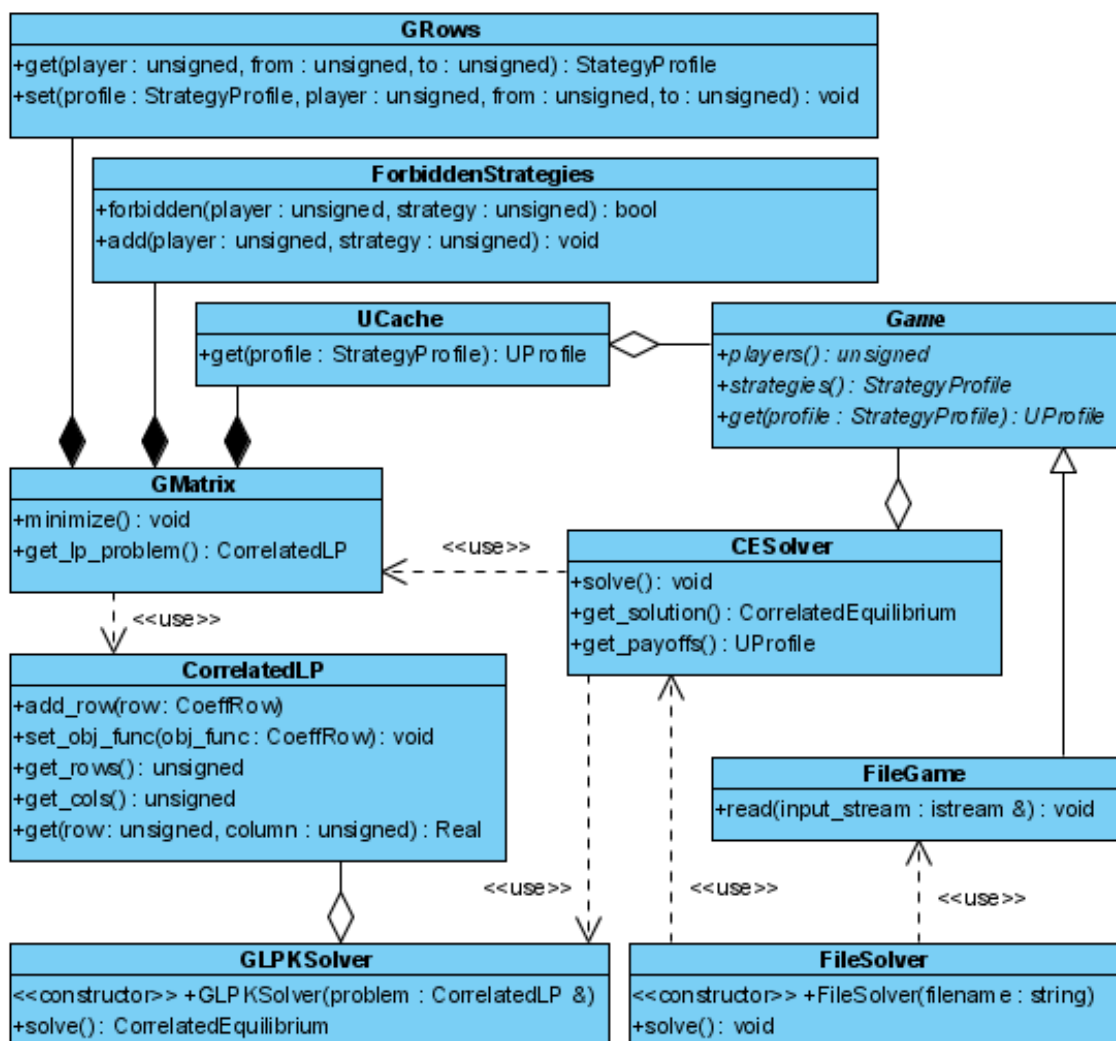 GRows
+get(player : unsigned, from : unsigned, to : unsigned) : StategyProfile
+set(profile : StrategyProfile, player : unsigned, from : unsigned, to : unsigned) : void
ForbiddenStrategies
+forbidden(player : unsigned, strategy : unsigned) : bool
+add(player : unsigned, strategy : unsigned) : void
UCache
+get(profile : StrategyProfile) : UProfile
Game
+players() : unsigned
+strategies() : StrategyProfile
+get(profile : StrategyProfile) : UProfile
GMatrix
+minimize() : void
+get_lp_problem() : CorrelatedLP
<<use>>
CESolver
+solve() : void
+get_solution() : CorrelatedEquilibrium
+get_payoffs() : UProfile
<<use>>
CorrelatedLP
+add_row(row : CoeffRow)
+set_obj_func(obj_func : CoeffRow) : void
+get_rows() : unsigned
+get_cols() : unsigned
+get(row : unsigned, column : unsigned) : Real
FileGame
+read(input_stream : istream &) : void
<<use>>
<<use>>
<<use>>
GLPKSolver
<<constructor>> +GLPKSolver(problem : CorrelatedLP &)
+solve() : CorrelatedEquilibrium
FileSolver
<<constructor>> +FileSolver(filename : string)
+solve() : void